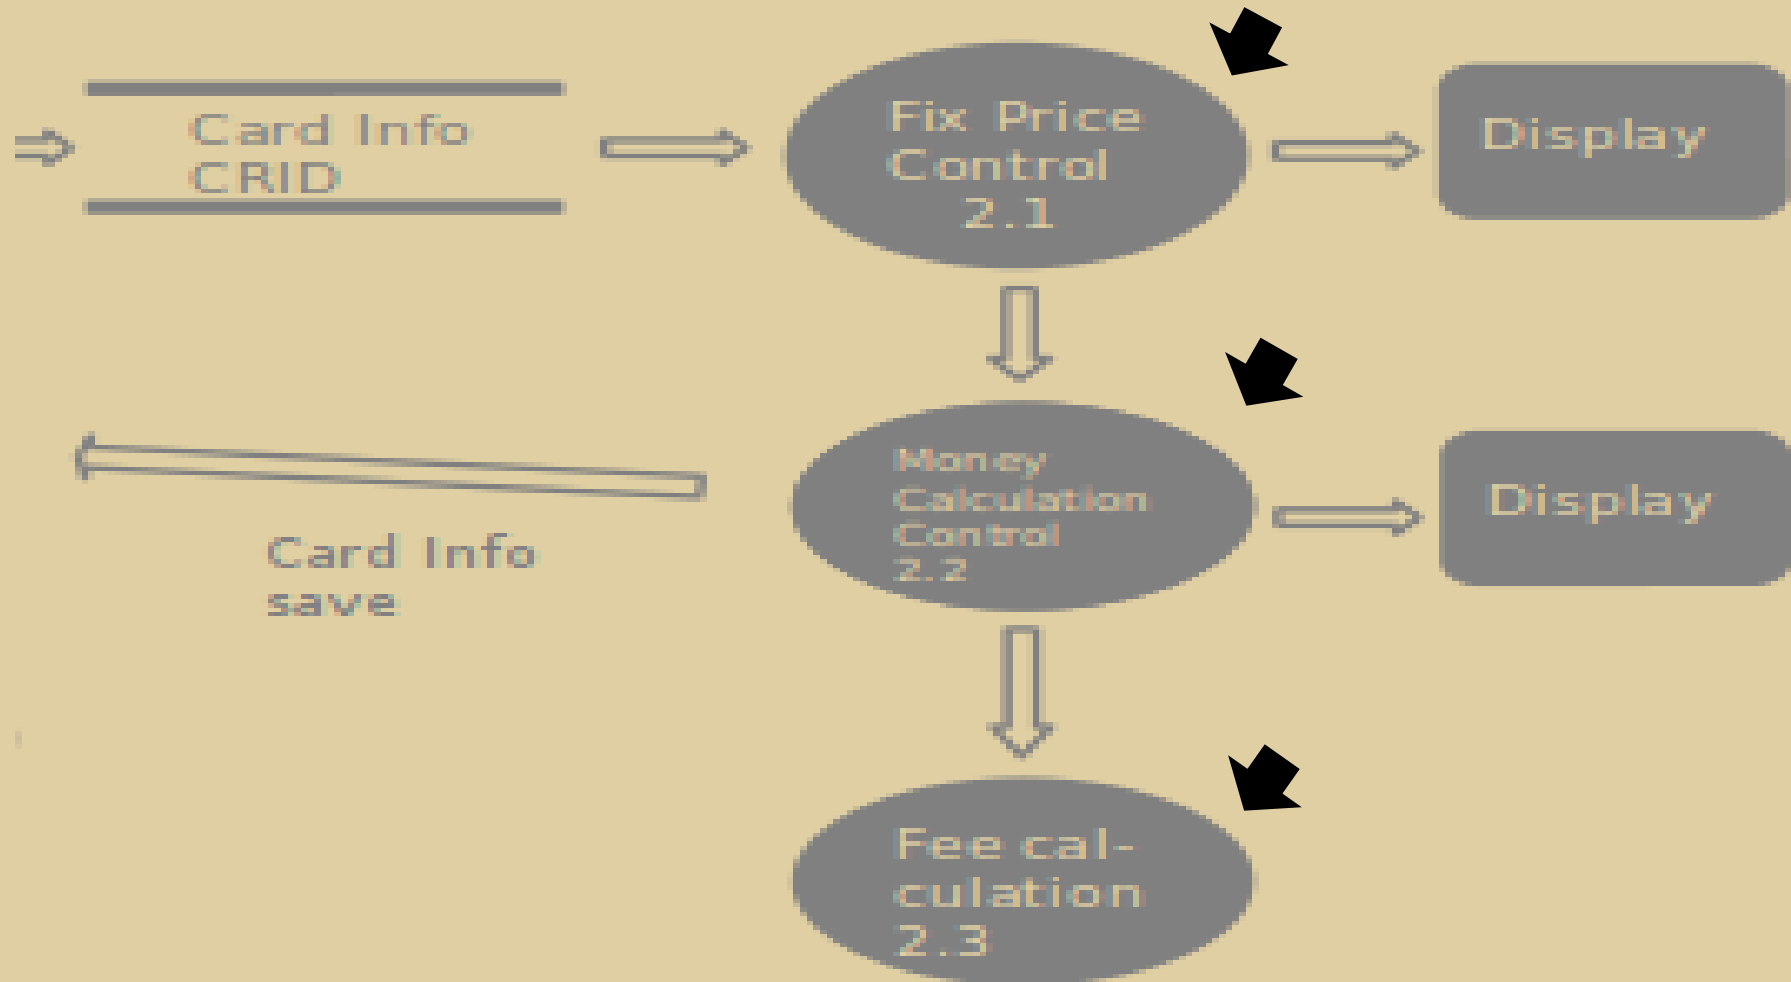 Card Info
CRID
Fix Price
Control
2.1
Display
Money
Calculation
Control
2.2
Display
Card Info
save
Fee cal-
culation
2.3